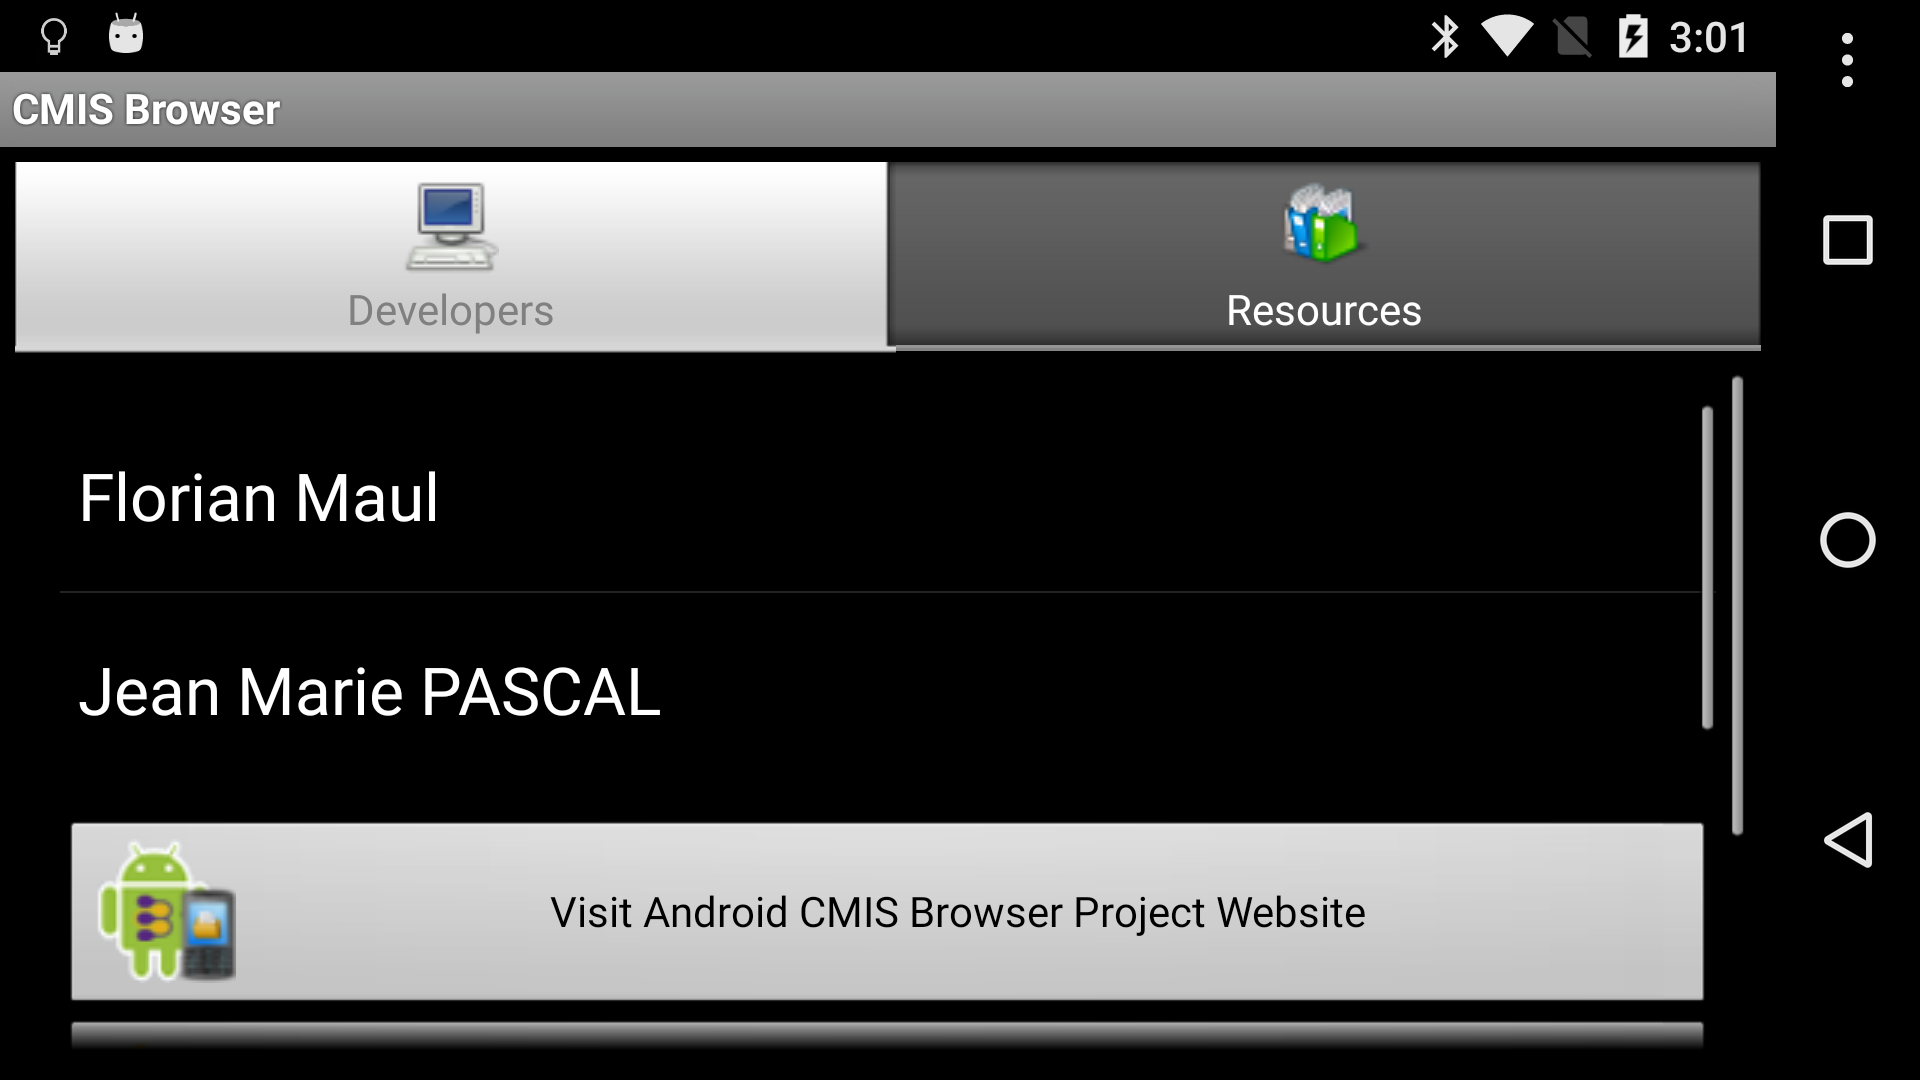 3:01
CMIS Browser
Developers
Resources
Florian Maul
Jean Marie PASCAL
Visit Android CMIS Browser Project Website